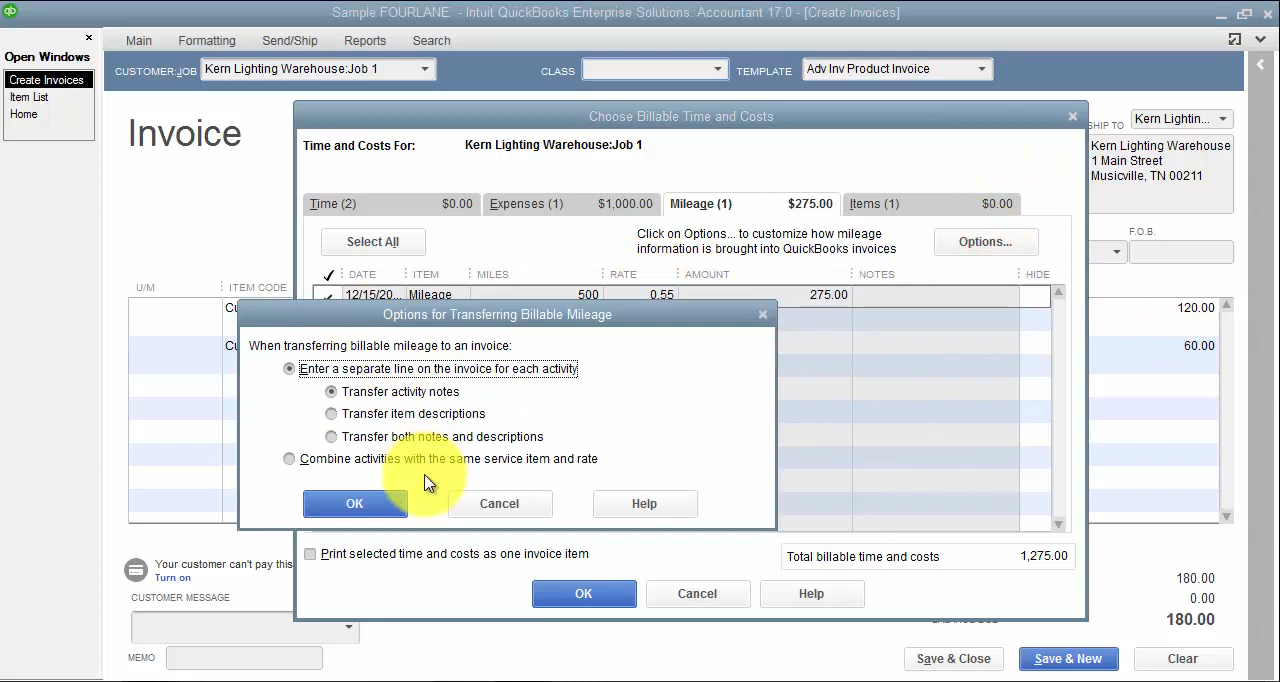 Sample FOURLANE - Intuit QuickBooks Enterprise Solutions: Accountant 17.0 - [Create Invoices]
qb
Main Formatting Send/Ship Reports Search
Open Windows
Create Invoices
Item List
Home
CUSTOMER:JOB Kern Lighting Warehouse:Job 1 CLASS TEMPLATE Adv Inv Product Invoice
Invoice
SHIP TO Kern Lightin...
Kern Lighting Warehouse
1 Main Street
Musicville, TN 00211
F.O.B.
U/M ITEM CODE
Cu 120.00
Cu 60.00
Choose Billable Time and Costs
Time and Costs For: Kern Lighting Warehouse:Job 1
Time (2) $0.00 Expenses (1) $1,000.00 Mileage (1) $275.00 Items (1) $0.00
Select All
Click on Options... to customize how mileage
information is brought into QuickBooks invoices
Options...
DATE ITEM MILES RATE AMOUNT NOTES HIDE
12/15/20... Mileage 500 0.55 275.00
Options for Transferring Billable Mileage
When transferring billable mileage to an invoice:
Enter a separate line on the invoice for each activity
Transfer activity notes
Transfer item descriptions
Transfer both notes and descriptions
Combine activities with the same service item and rate
OK Cancel Help
Print selected time and costs as one invoice item
Total billable time and costs 1,275.00
OK Cancel Help
Your customer can't pay this
Turn on
CUSTOMER MESSAGE
MEMO
180.00
0.00
180.00
Save & Close Save & New Clear